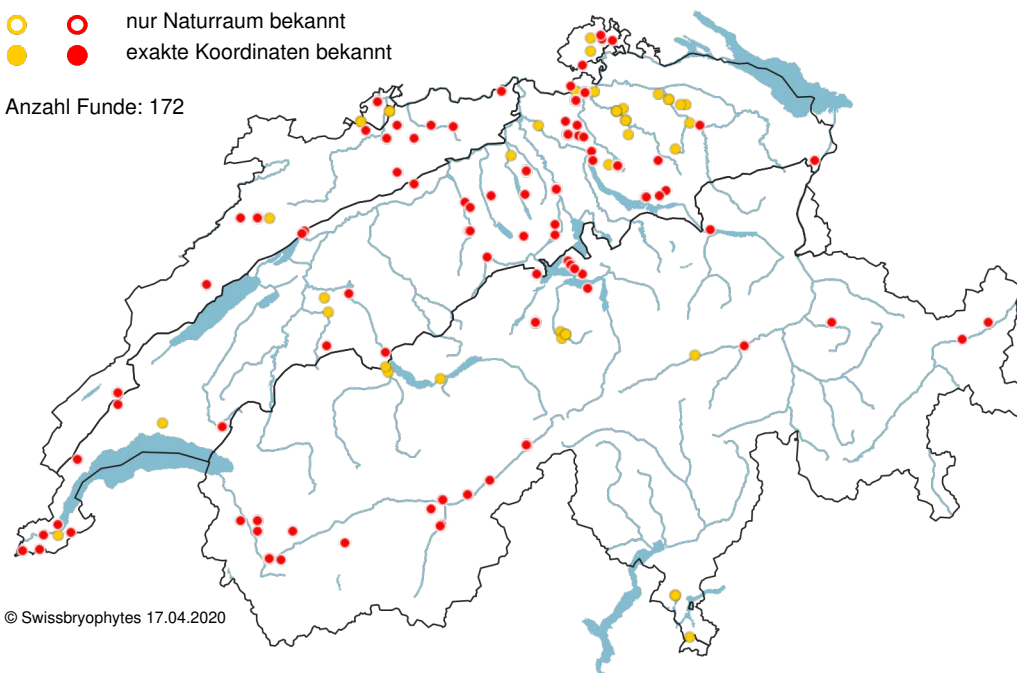 nur Naturraum bekannt
exakte Koordinaten bekannt
Anzahl Funde: 172
© Swissbryophytes 17.04.2020